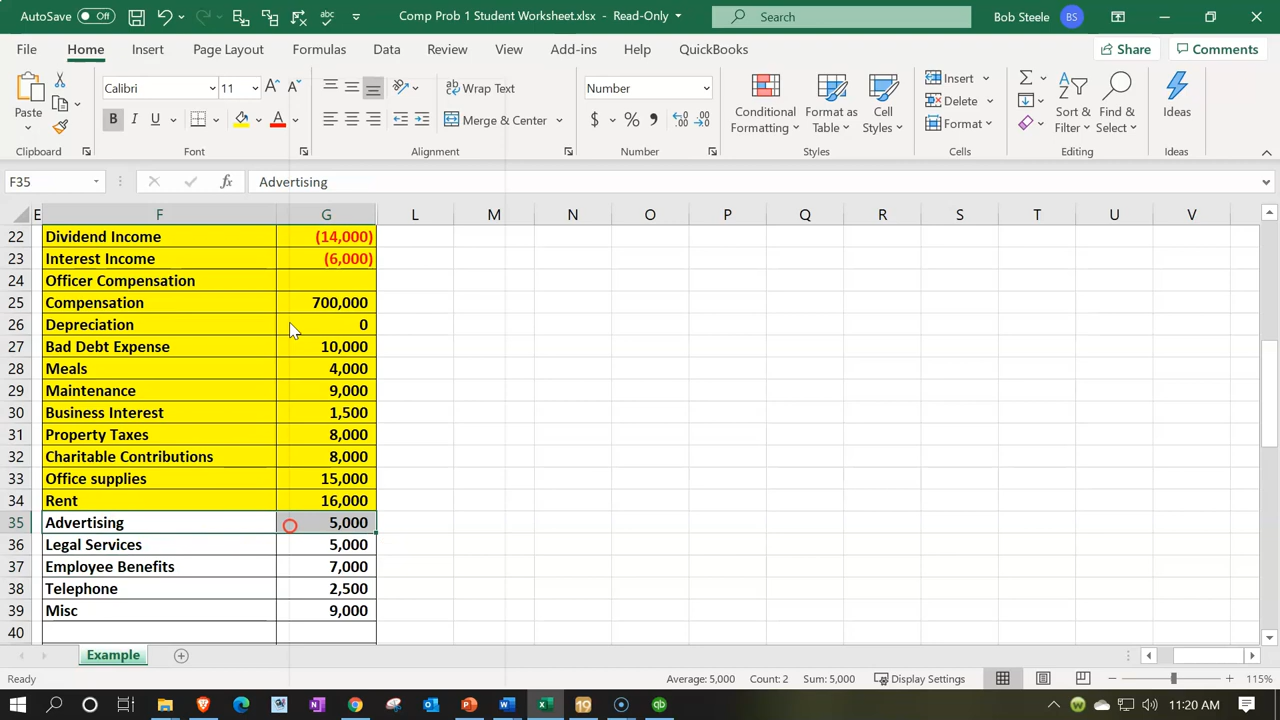 AutoSave Off Comp Prob 1 Student Worksheet.xlsx - Read-Only Search Bob Steele BS
File Home Insert Page Layout Formulas Data Review View Add-ins Help QuickBooks Share Comments
Paste Calibri 11 Wrap Text Number Conditional Formatting Format as Table Cell Styles Insert Sort & Filter Find & Select Ideas
B I U A Merge & Center $ % Delete
Format
Clipboard Font Alignment Number Styles Cells Editing Ideas
F35 fx Advertising
E F G L M N O P Q R S T U V
22 Dividend Income (14,000)
23 Interest Income (6,000)
24 Officer Compensation
25 Compensation 700,000
26 Depreciation 0
27 Bad Debt Expense 10,000
28 Meals 4,000
29 Maintenance 9,000
30 Business Interest 1,500
31 Property Taxes 8,000
32 Charitable Contributions 8,000
33 Office supplies 15,000
34 Rent 16,000
35 Advertising 5,000
36 Legal Services 5,000
37 Employee Benefits 7,000
38 Telephone 2,500
39 Misc 9,000
40
Example
Ready Average: 5,000 Count: 2 Sum: 5,000 Display Settings 115%
11:20 AM